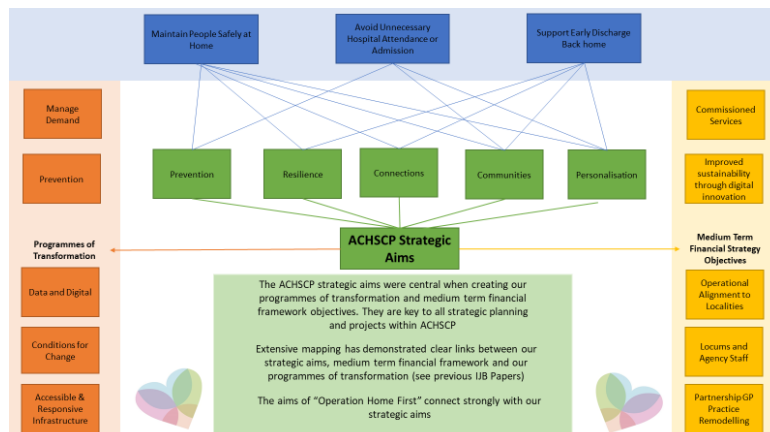 Maintain People Safely at
Home
Avoid Unnecessary
Hospital Attendance or
Admission
Support Early Discharge
Back home
Manage
Demand
Prevention
Programmes of
Transformation
Data and Digital
Conditions for
Change
Accessible &
Responsive
Infrastructure
Prevention
Resilience
Connections
Communities
Personalisation
ACHSCP Strategic
Aims
The ACHSCP strategic aims were central when creating our
programmes of transformation and medium term financial
framework objectives. They are key to all strategic planning
and projects within ACHSCP
Extensive mapping has demonstrated clear links between our
strategic aims, medium term financial framework and our
programmes of transformation (see previous IJB Papers)
The aims of “Operation Home First” connect strongly with our
strategic aims
Commissioned
Services
Improved
sustainability
through digital
innovation
Medium Term
Financial Strategy
Objectives
Operational
Alignment to
Localities
Locums and
Agency Staff
Partnership GP
Practice
Remodelling